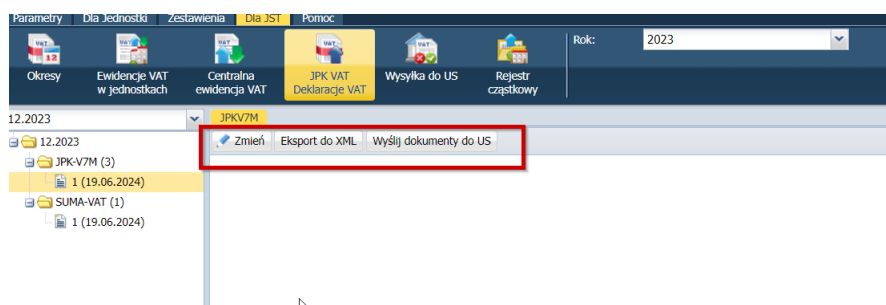 Parametry Dla Jednostki Zestawienia Dla JST Pomoc
Okresy
Ewidencje VAT
w jednostkach
Centralna
ewidencja VAT
JPK VAT
Deklaracje VAT
Wysyłka do US
Rejestr
cząstkowy
Rok: 2023
12.2023
JPKV7M
Zmień Eksport do XML Wyślij dokumenty do US
12.2023
JPK-V7M (3)
1 (19.06.2024)
SUMA-VAT (1)
1 (19.06.2024)